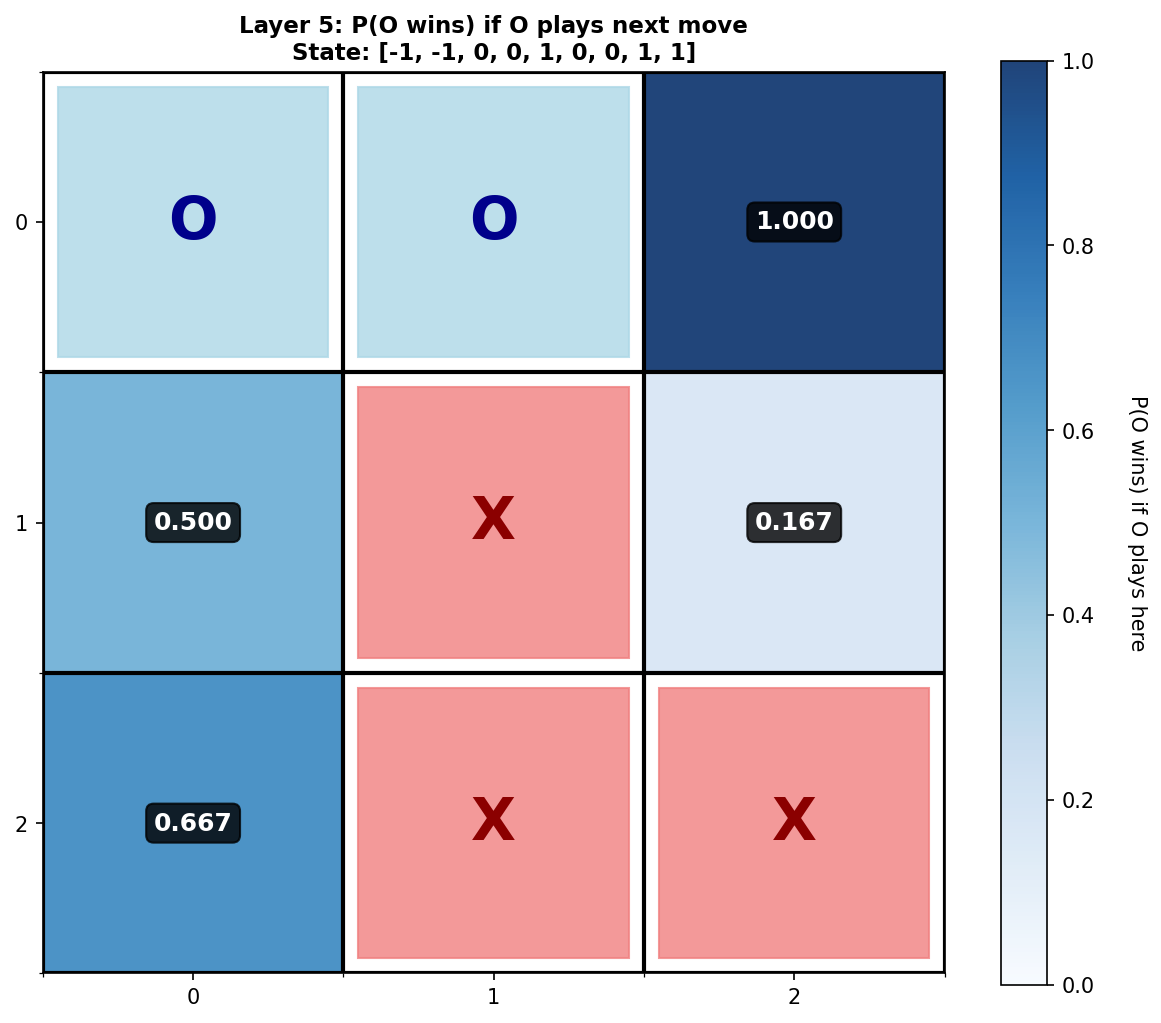 Layer 5: P(O wins) if O plays next move
State: [-1, -1, 0, 0, 1, 0, 0, 1, 1]
0
O
O
1.000
1
0.500
X
0.167
2
0.667
X
X
0
1
2
1.0
0.8
0.6
0.4
0.2
0.0
P(O wins) if O plays here